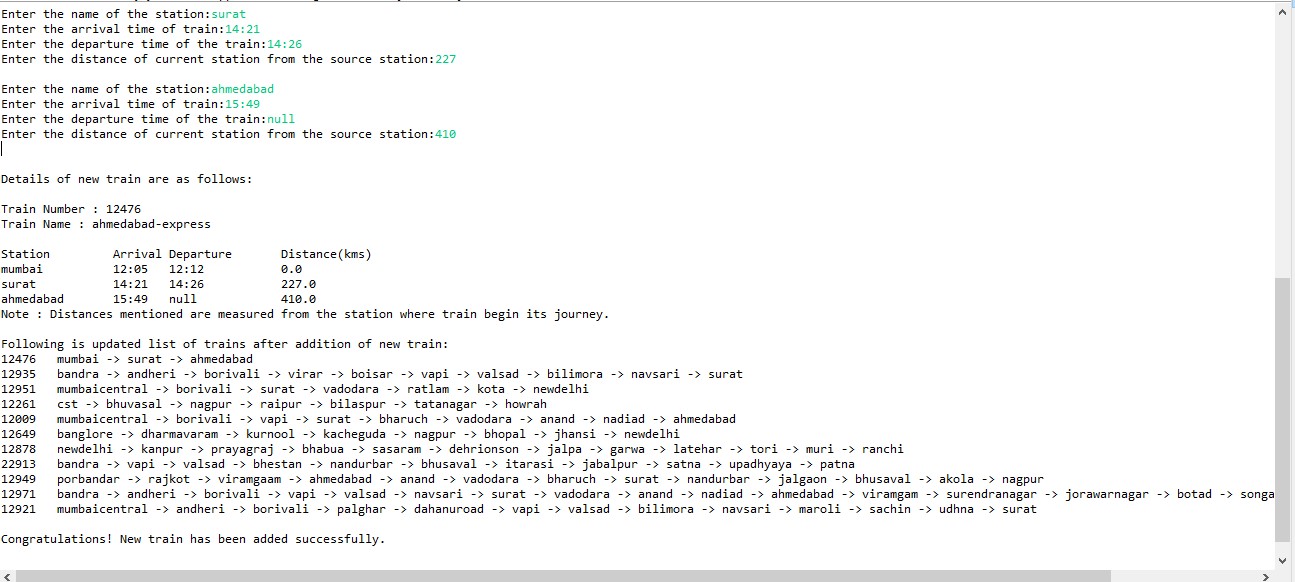 Enter the name of the station:surat
Enter the arrival time of train:14:21
Enter the departure time of the train:14:26
Enter the distance of current station from the source station:227
Enter the name of the station:ahmedabad
Enter the arrival time of train:15:49
Enter the departure time of the train:null
Enter the distance of current station from the source station:410
Details of new train are as follows:
Train Number : 12476
Train Name : ahmedabad-express
Station Arrival Departure Distance(kms)
mumbai 12:05 12:12 0.0
surat 14:21 14:26 227.0
ahmedabad 15:49 null 410.0
Note : Distances mentioned are measured from the station where train begin its journey.
Following is updated list of trains after addition of new train:
12476 mumbai -> surat -> ahmedabad
12935 bandra -> andheri -> borivali -> virar -> boisar -> vapi -> valsad -> bilimora -> navsari -> surat
12951 mumbaicentral -> borivali -> surat -> vadodara -> ratlam -> kota -> newdelhi
12261 cst -> bhuvasal -> nagpur -> raipur -> bilaspur -> tatanagar -> howrah
12009 mumbaicentral -> borivali -> vapi -> surat -> bharuch -> vadodara -> anand -> nadiad -> ahmedabad
12649 banglore -> dharmavaram -> kurnool -> kacheguda -> nagpur -> bhopal -> jhansi -> newdelhi
12878 newdelhi -> kanpur -> prayagraj -> bhabua -> sasaram -> dehrionson -> jalpa -> garwa -> latehar -> tori -> muri -> ranchi
22913 bandra -> vapi -> valsad -> bhestan -> nandurbar -> bhusaval -> itarasi -> jabalpur -> satna -> upadhyaya -> patna
12949 porbandar -> rajkot -> viramgaam -> ahmedabad -> anand -> vadodara -> bharuch -> surat -> nandurbar -> jalgaon -> bhusaval -> akola -> nagpur
12971 bandra -> andheri -> borivali -> vapi -> valsad -> navsari -> surat -> vadodara -> anand -> nadiad -> ahmedabad -> viramgam -> surendranagar -> jorawarnagar -> botad -> songa
12921 mumbaicentral -> andheri -> borivali -> palghar -> dahanuroad -> vapi -> valsad -> bilimora -> navsari -> maroli -> sachin -> udhna -> surat
Congratulations! New train has been added successfully.